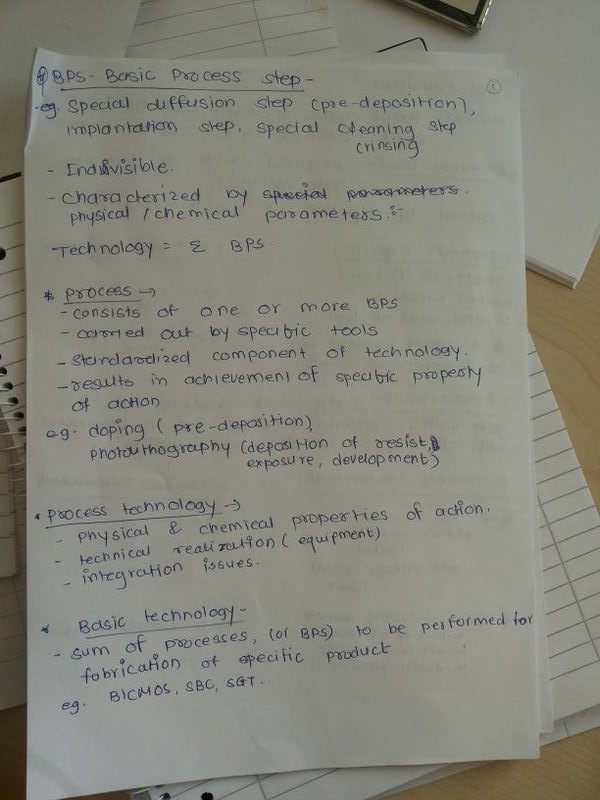 BPS - Basic Process step -
①
- eg. Special diffusion step (pre-deposition),
implantation step, special cleaning step
(rinsing
- Indivisible.
- Characterized by special parameters.
physical / chemical parameters :-
Technology = Σ BPS.
* Process →
- consists of one or more BPS
- carried out by specific tools
- standardized component of technology.
- results in achievement of specific property
of action
eg. doping (pre-deposition),
photolithography (deposition of resist,
exposure, development)
* Process technology →
- physical & chemical properties of action.
- technical realization (equipment)
- integration issues.
* Basic technology -
- sum of processes, (or BPS) to be performed for
fabrication of specific product
eg. BICMOS, SBC, SGT..